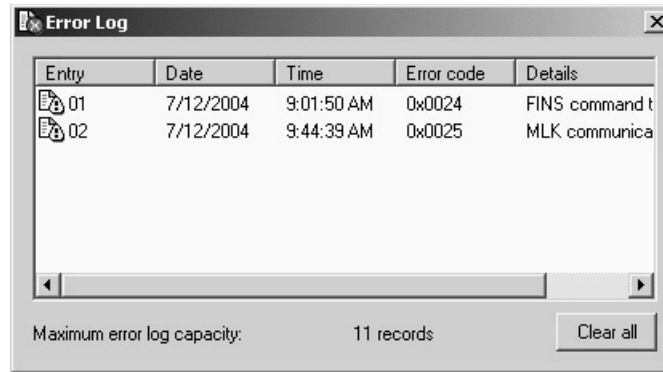 Error Log
Entry Date Time Error code Details
01 7/12/2004 9:01:50 AM 0x0024 FINS command t
02 7/12/2004 9:44:39 AM 0x0025 MLK communica
Maximum error log capacity: 11 records Clear all